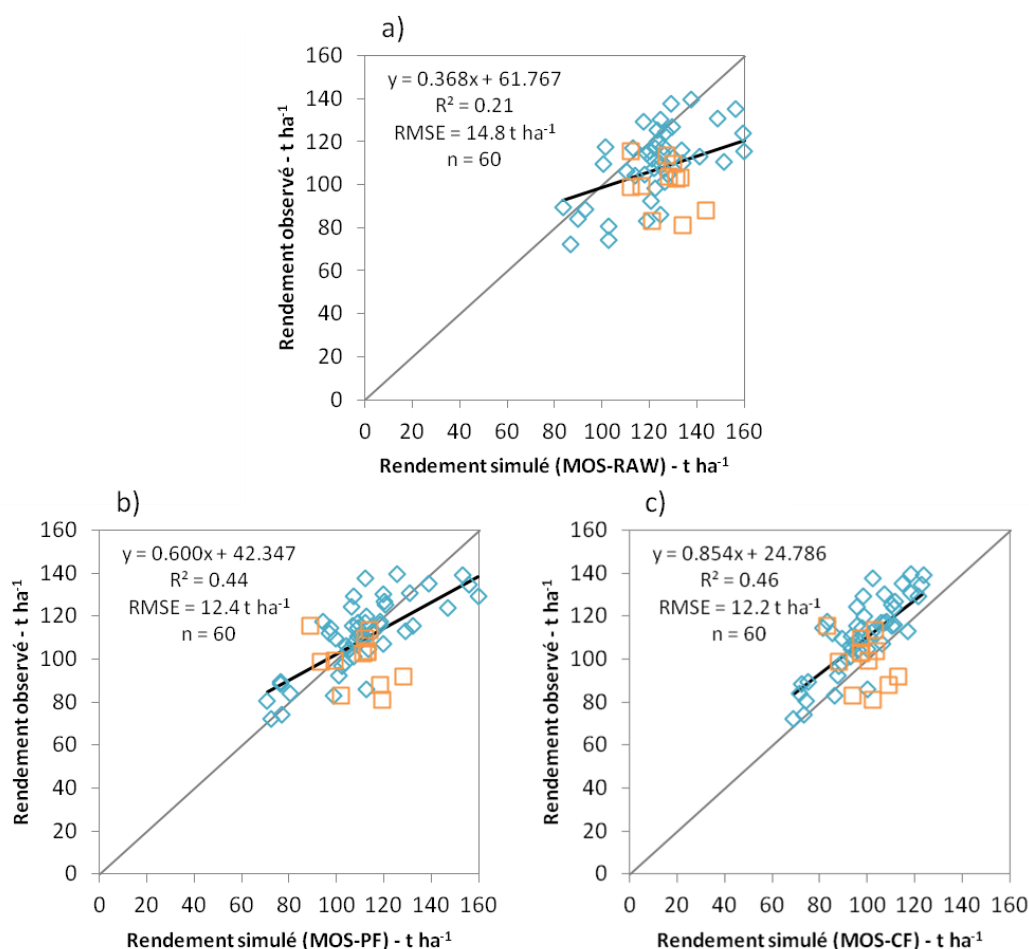 a)
160
140
120
100
80
60
40
20
0
Rendement observé - t ha⁻¹
y = 0.368x + 61.767
R² = 0.21
RMSE = 14.8 t ha⁻¹
n = 60
0 20 40 60 80 100 120 140 160
Rendement simulé (MOS-RAW) - t ha⁻¹
b)
160
140
120
100
80
60
40
20
0
Rendement observé - t ha⁻¹
y = 0.600x + 42.347
R² = 0.44
RMSE = 12.4 t ha⁻¹
n = 60
0 20 40 60 80 100 120 140 160
Rendement simulé (MOS-PF) - t ha⁻¹
c)
160
140
120
100
80
60
40
20
0
Rendement observé - t ha⁻¹
y = 0.854x + 24.786
R² = 0.46
RMSE = 12.2 t ha⁻¹
n = 60
0 20 40 60 80 100 120 140 160
Rendement simulé (MOS-CF) - t ha⁻¹